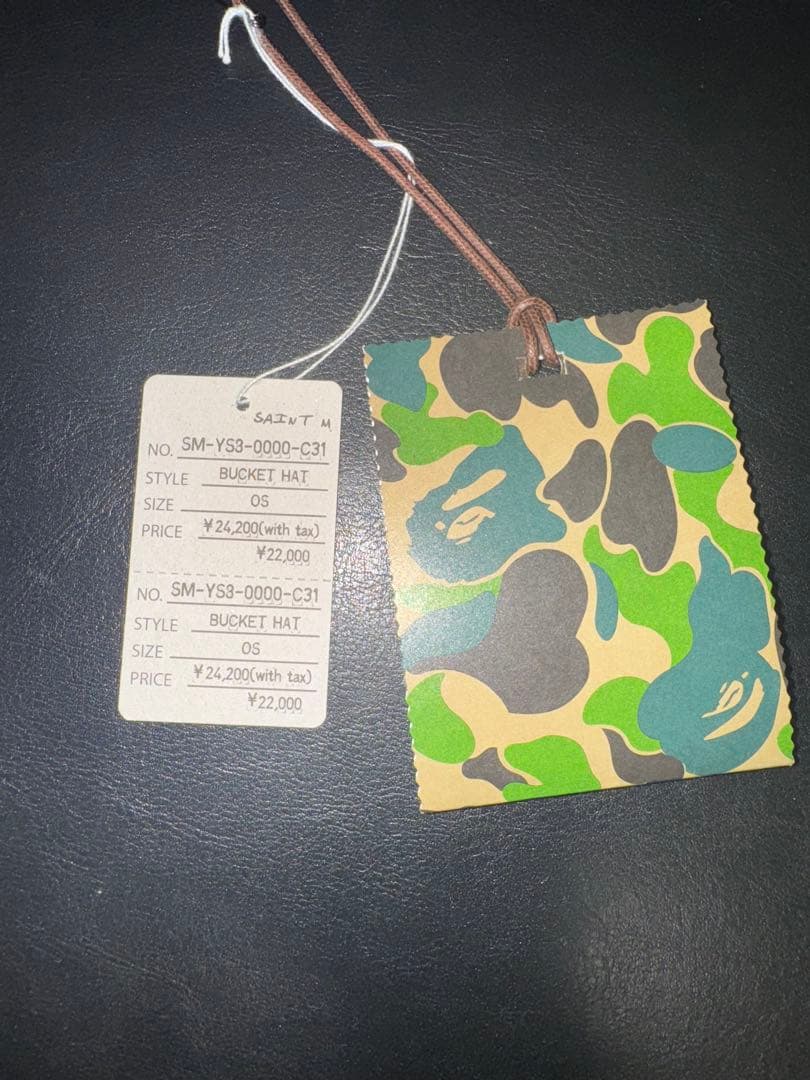 SAINT M
NO. SM-YS3-0000-C31
STYLE BUCKET HAT
SIZE OS
PRICE ¥24,200(with tax)
¥22,000
NO. SM-YS3-0000-C31
STYLE BUCKET HAT
SIZE OS
PRICE ¥24,200(with tax)
¥22,000